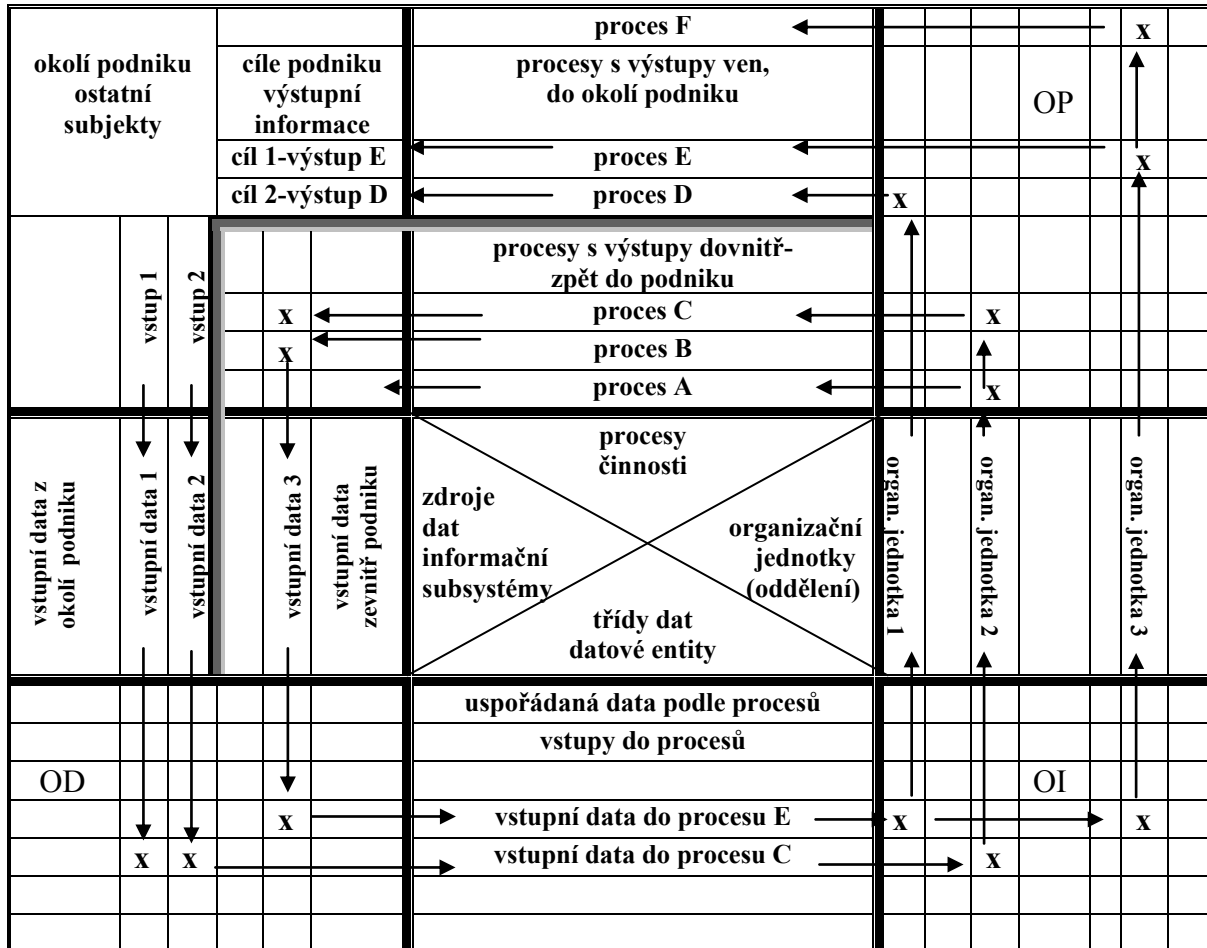 proces F
x
okolí podniku
ostatní
subjekty
cíle podniku
výstupní
informace
procesy s výstupy ven,
do okolí podniku
OP
cíl 1-výstup E
proces E
x
cíl 2-výstup D
proces D
x
vstup 1
vstup 2
procesy s výstupy dovnitř-
zpět do podniku
x
proces C
x
x
proces B
proces A
x
vstupní data z
okolí podniku
vstupní data 1
vstupní data 2
vstupní data 3
vstupní data
zevnitř podniku
procesy
činnosti
zdroje
dat
informační
subsystémy
organizační
jednotky
(oddělení)
třídy dat
datové entity
organ. jednotka 1
organ. jednotka 2
organ. jednotka 3
uspořádaná data podle procesů
vstupy do procesů
OD
OI
x
vstupní data do procesu E
x
x
x
x
vstupní data do procesu C
x